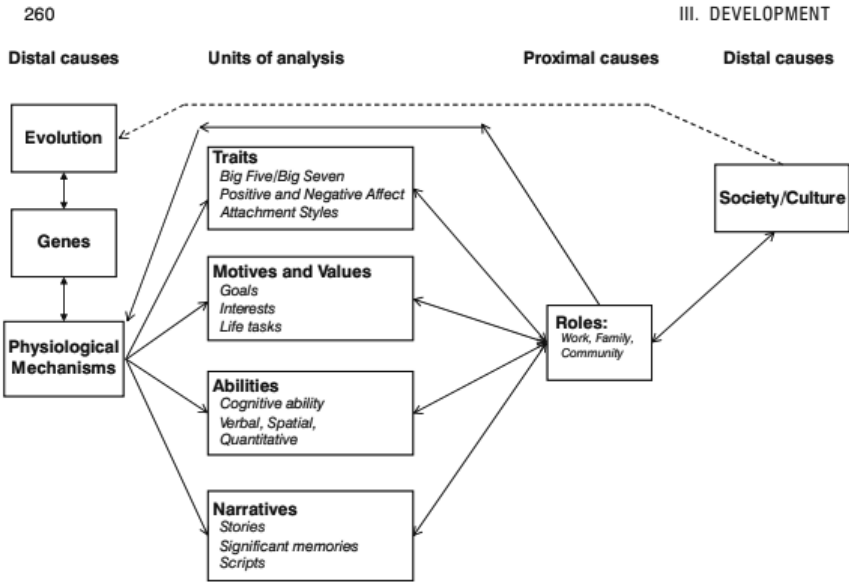 260
III. DEVELOPMENT
Distal causes
Units of analysis
Proximal causes
Distal causes
Evolution
Genes
Physiological
Mechanisms
Traits
Big Five/Big Seven
Positive and Negative Affect
Attachment Styles
Motives and Values
Goals
Interests
Life tasks
Abilities
Cognitive ability
Verbal, Spatial,
Quantitative
Narratives
Stories
Significant memories
Scripts
Roles:
Work, Family,
Community
Society/Culture